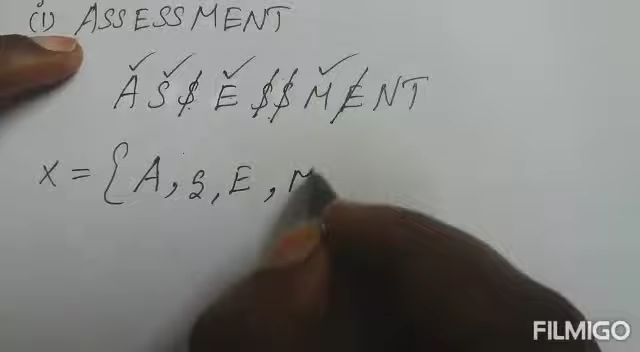 (i) ASSESSMENT
ASSESSMENT
x = { A, S, E, M
FILMIGO